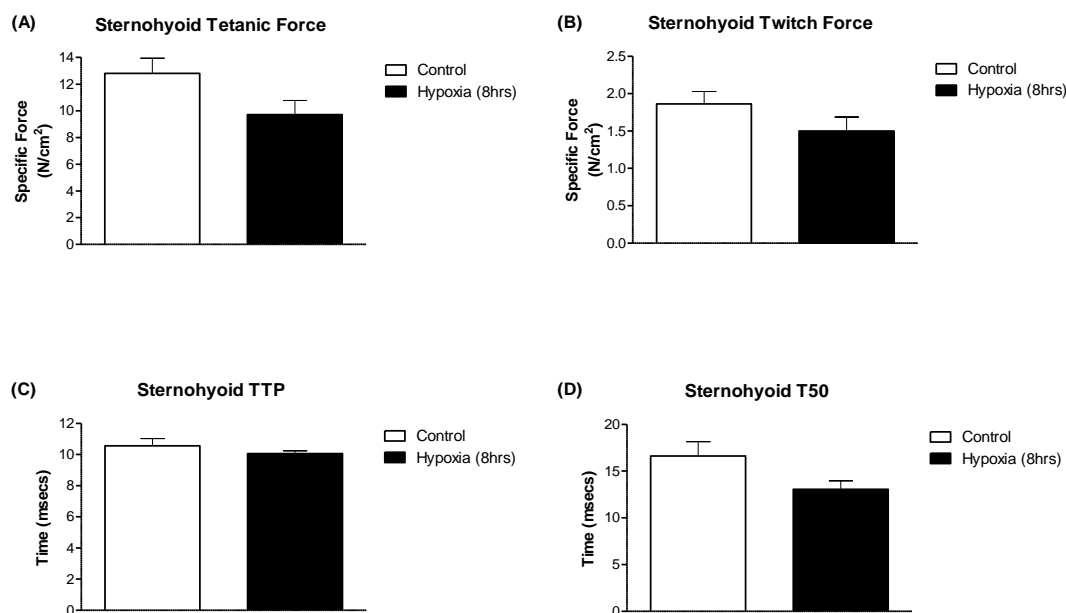 (A)
Sternohyoid Tetanic Force
14
12
10
8
6
4
2
0
Specific Force
(N/cm²)
Control
Hypoxia (8hrs)
(B)
Sternohyoid Twitch Force
2.5
2.0
1.5
1.0
0.5
0.0
Specific Force
(N/cm²)
Control
Hypoxia (8hrs)
(C)
Sternohyoid TTP
12
10
8
6
4
2
0
Time (msecs)
Control
Hypoxia (8hrs)
(D)
Sternohyoid T50
20
15
10
5
0
Time (msecs)
Control
Hypoxia (8hrs)